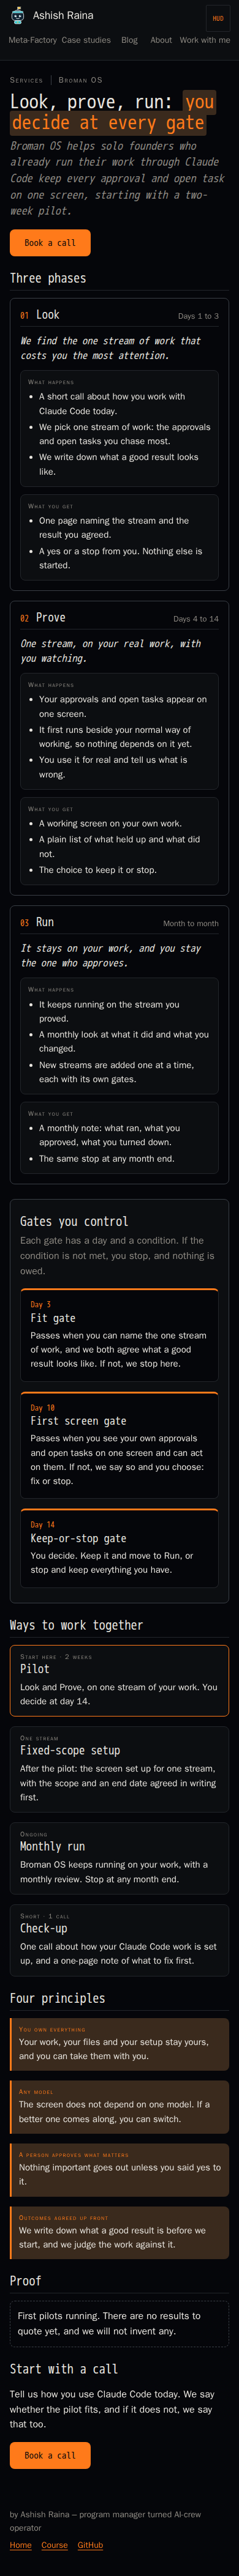 Ashish Raina
HUD
Meta-Factory Case studies Blog About Work with me
Services Broman OS
Look, prove, run: you
decide at every gate
Broman OS helps solo founders who
already run their work through Claude
Code keep every approval and open task
on one screen, starting with a two-
week pilot.
Book a call
Three phases
01 Look Days 1 to 3
We find the one stream of work that
costs you the most attention.
What happens
• A short call about how you work with
Claude Code today.
• We pick one stream of work: the approvals
and open tasks you chase most.
• We write down what a good result looks
like.
What you get
• One page naming the stream and the
result you agreed.
• A yes or a stop from you. Nothing else is
started.
02 Prove Days 4 to 14
One stream, on your real work, with
you watching.
What happens
• Your approvals and open tasks appear on
one screen.
• It first runs beside your normal way of
working, so nothing depends on it yet.
• You use it for real and tell us what is
wrong.
What you get
• A working screen on your own work.
• A plain list of what held up and what did
not.
• The choice to keep it or stop.
03 Run Month to month
It stays on your work, and you stay
the one who approves.
What happens
• It keeps running on the stream you
proved.
• A monthly look at what it did and what you
changed.
• New streams are added one at a time,
each with its own gates.
What you get
• A monthly note: what ran, what you
approved, what you turned down.
• The same stop at any month end.
Gates you control
Each gate has a day and a condition. If the
condition is not met, you stop, and nothing is
owed.
Day 3
Fit gate
Passes when you can name the one stream
of work, and we both agree what a good
result looks like. If not, we stop here.
Day 10
First screen gate
Passes when you see your own approvals
and open tasks on one screen and can act
on them. If not, we say so and you choose:
fix or stop.
Day 14
Keep-or-stop gate
You decide. Keep it and move to Run, or
stop and keep everything you have.
Ways to work together
Start here · 2 weeks
Pilot
Look and Prove, on one stream of your work. You
decide at day 14.
One stream
Fixed-scope setup
After the pilot: the screen set up for one stream,
with the scope and an end date agreed in writing
first.
Ongoing
Monthly run
Broman OS keeps running on your work, with a
monthly review. Stop at any month end.
Short · 1 call
Check-up
One call about how your Claude Code work is set
up, and a one-page note of what to fix first.
Four principles
You own everything
Your work, your files and your setup stay yours,
and you can take them with you.
Any model
The screen does not depend on one model. If a
better one comes along, you can switch.
A person approves what matters
Nothing important goes out unless you said yes to
it.
Outcomes agreed up front
We write down what a good result is before we
start, and we judge the work against it.
Proof
First pilots running. There are no results to
quote yet, and we will not invent any.
Start with a call
Tell us how you use Claude Code today. We say
whether the pilot fits, and if it does not, we say
that too.
Book a call
by Ashish Raina — program manager turned AI-crew
operator
Home Course GitHub